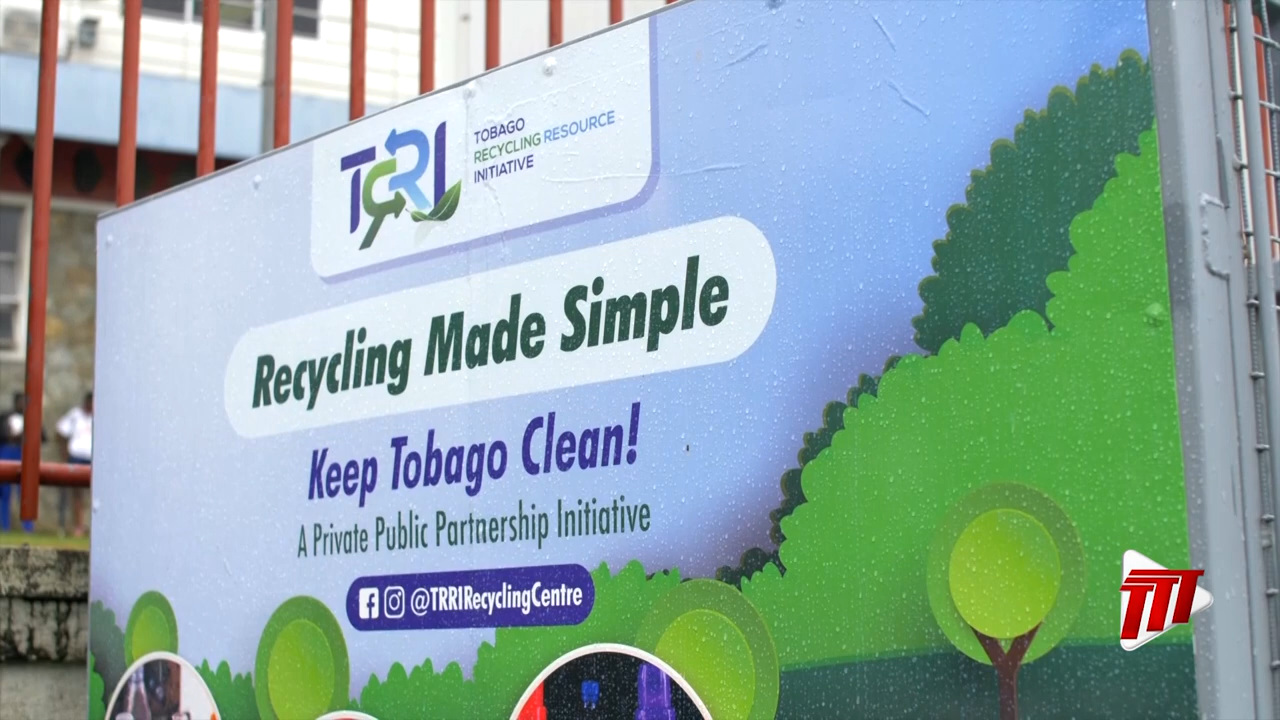 TRRI
TOBAGO
RECYCLING RESOURCE
INITIATIVE
Recycling Made Simple
Keep Tobago Clean!
A Private Public Partnership Initiative
@TRRIRecyclingCentre
TTT